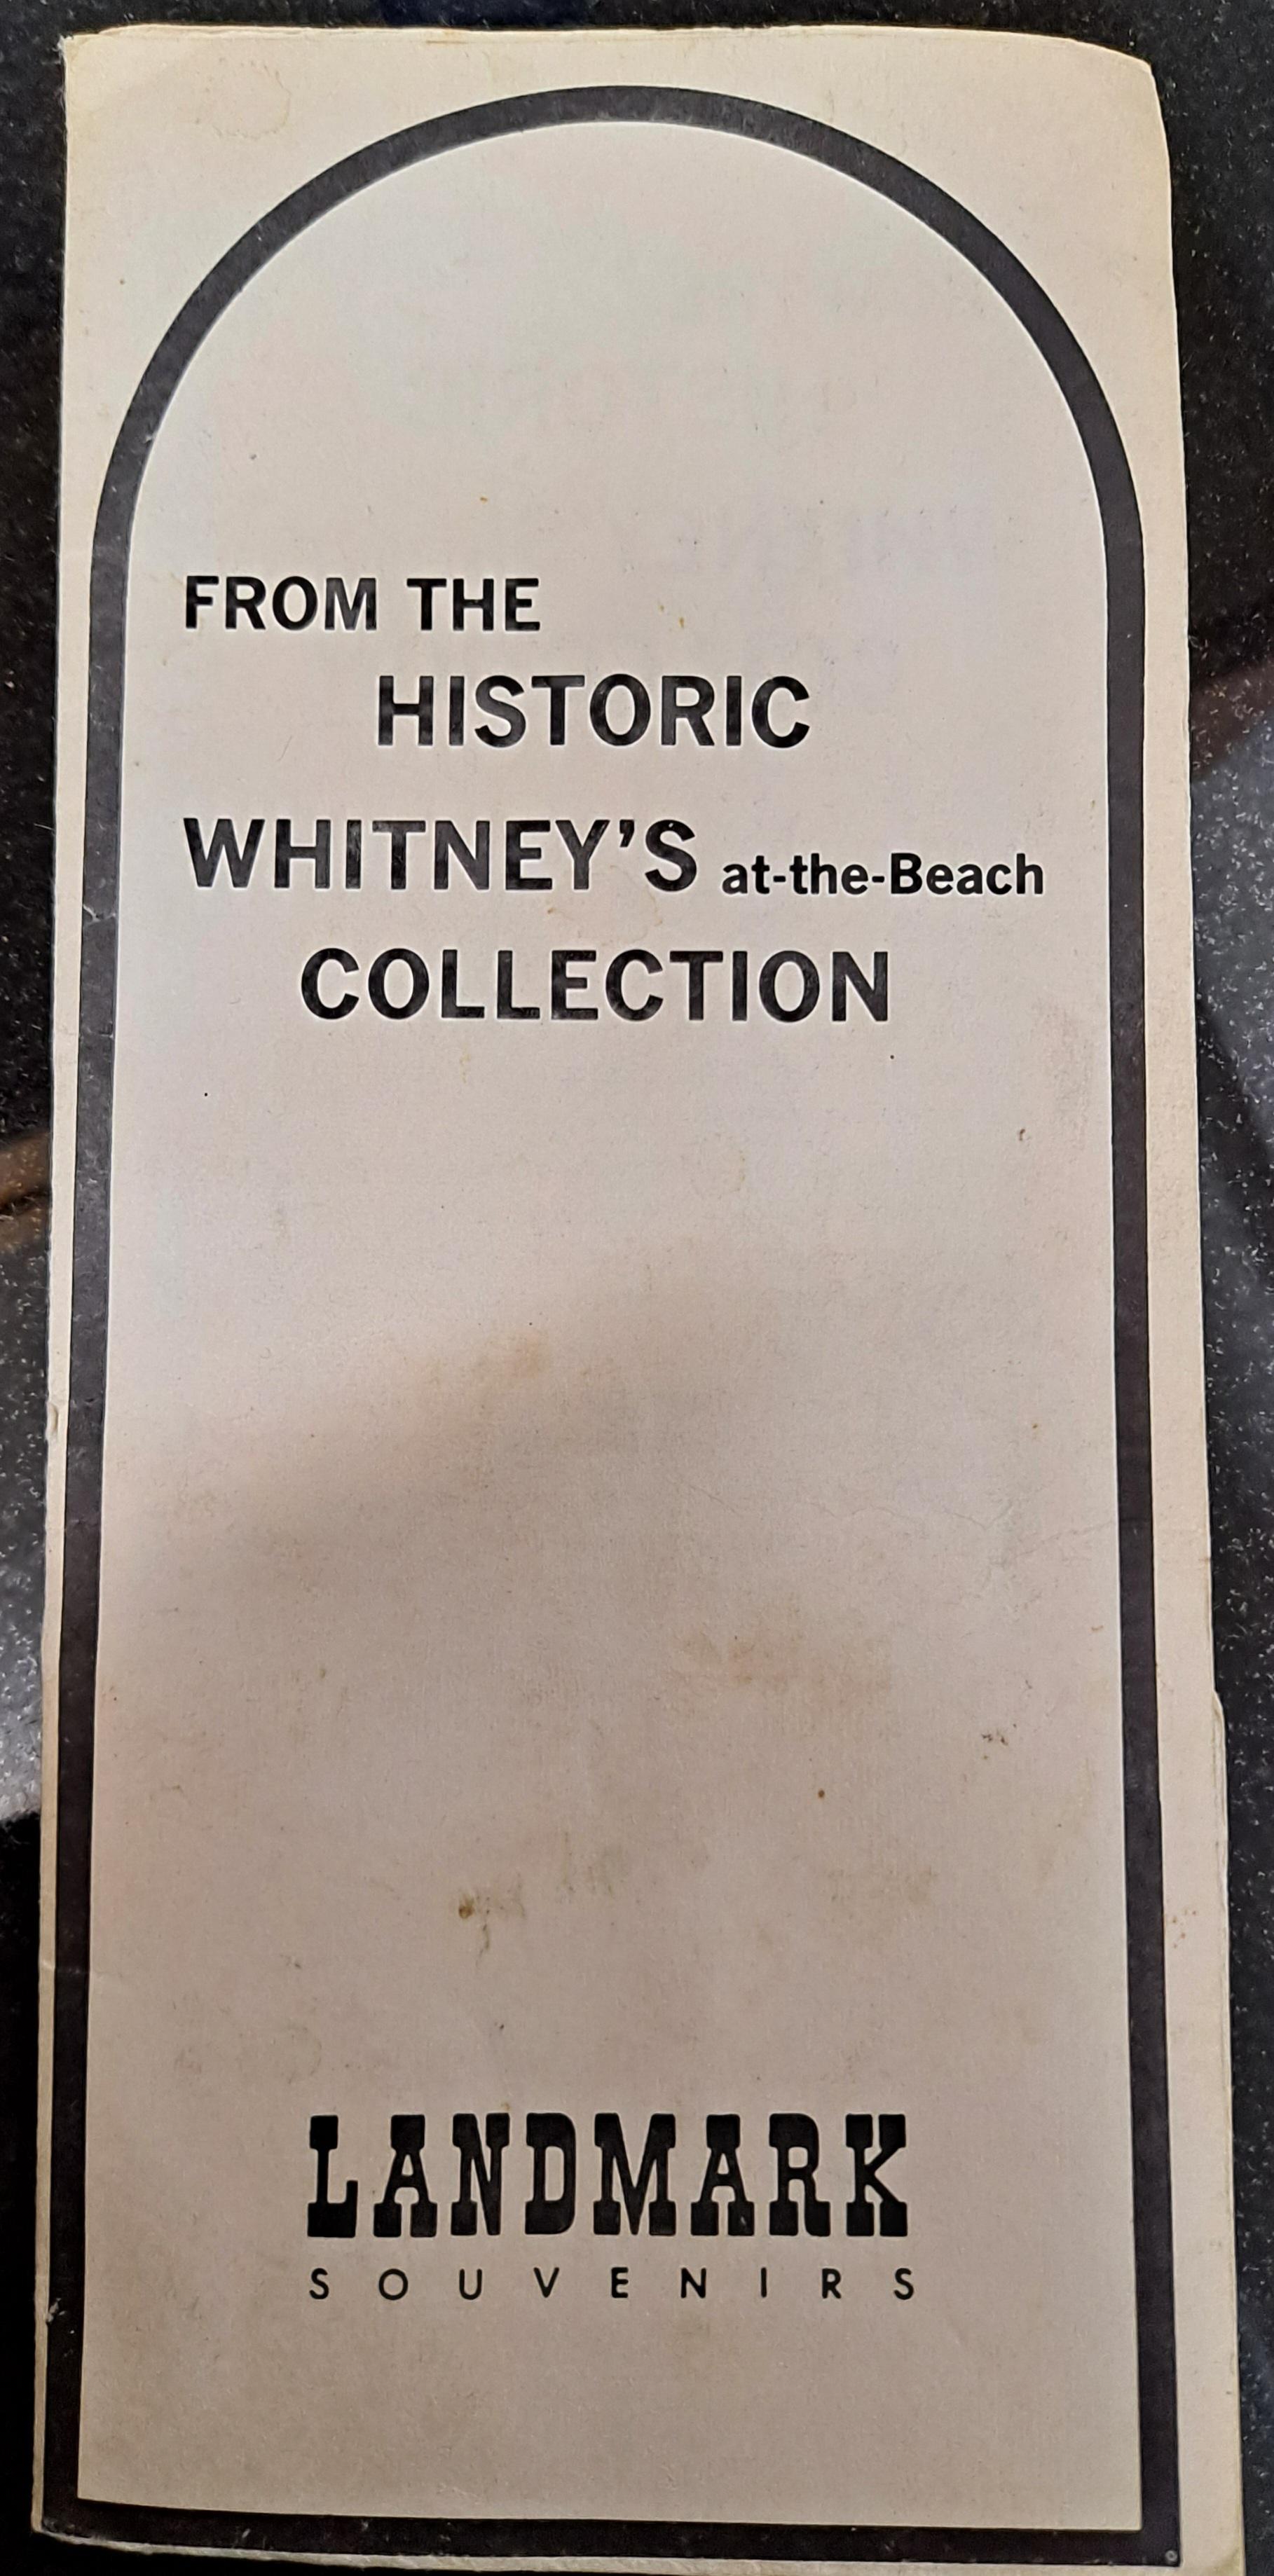 FROM THE
HISTORIC
WHITNEY'S at-the-Beach
COLLECTION
LANDMARK
SOUVENIRS